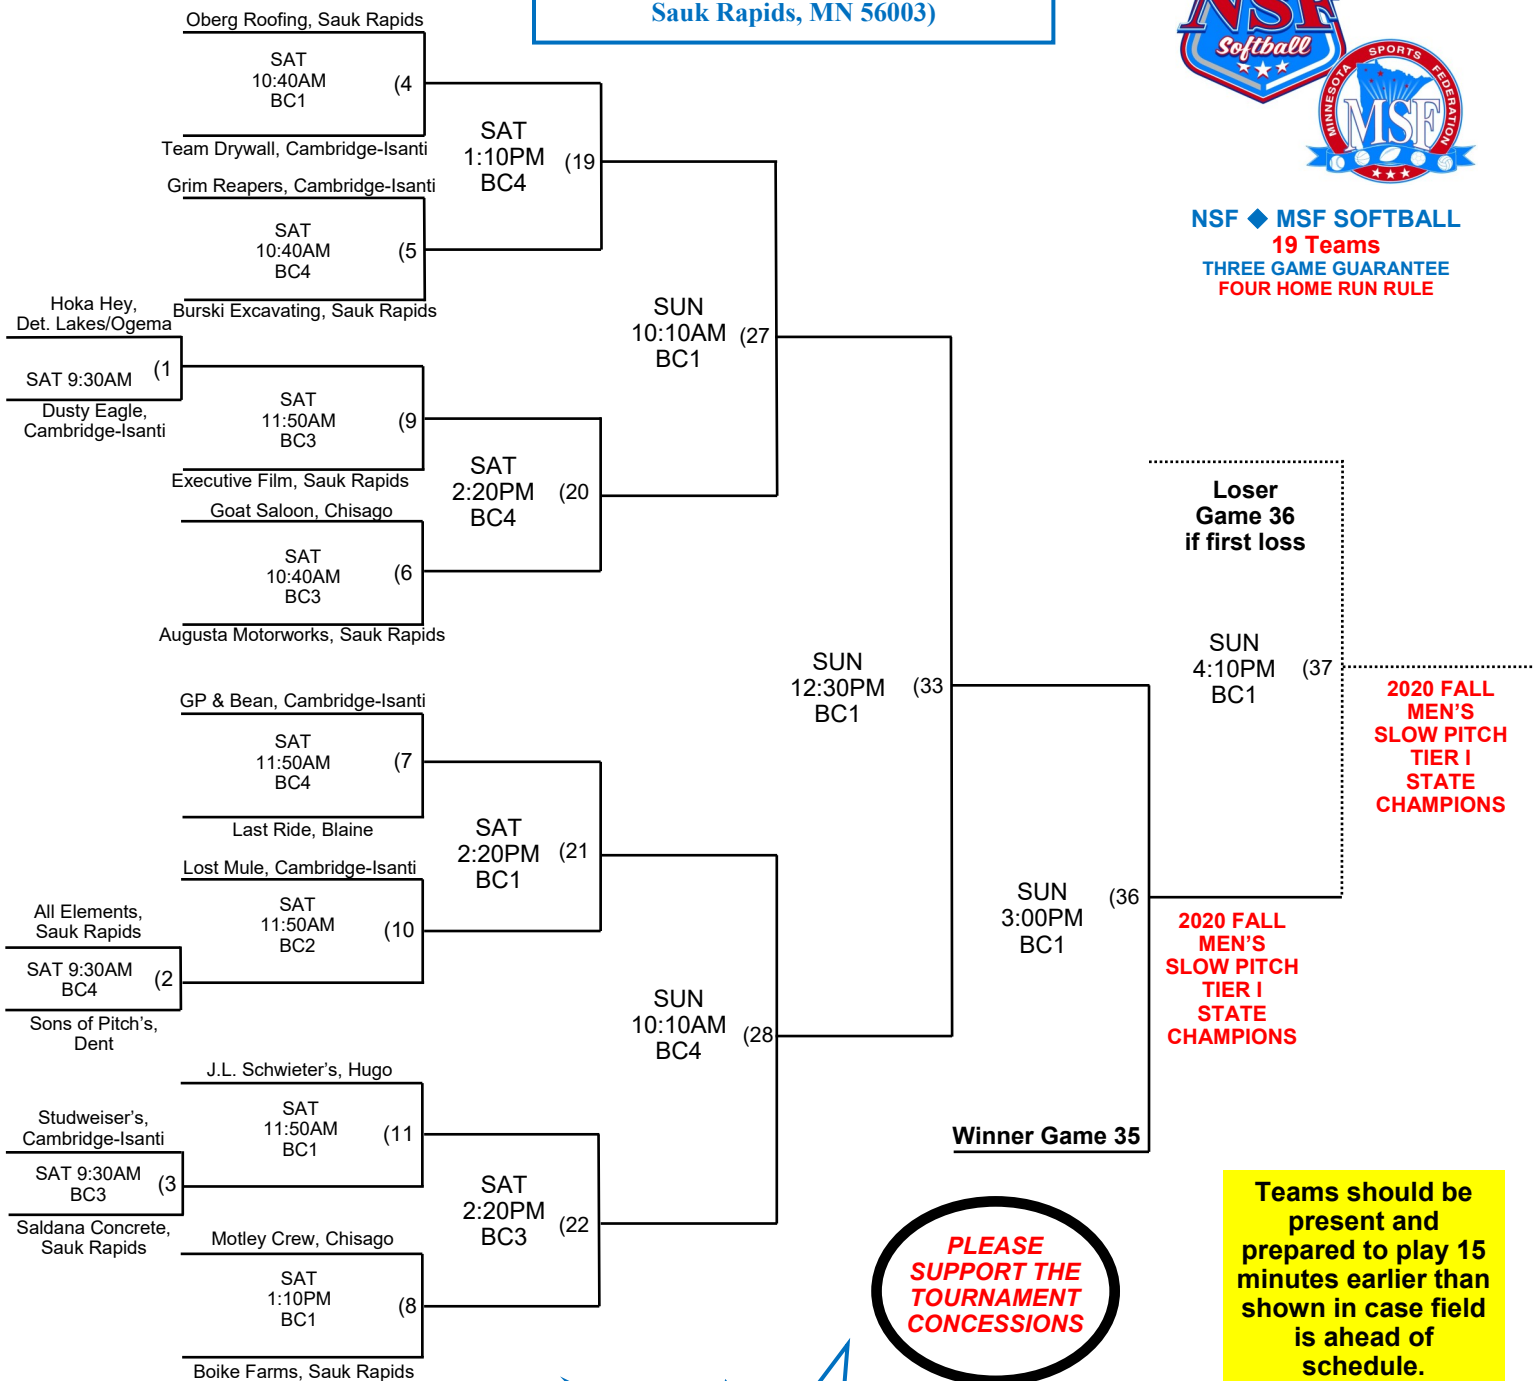 Sauk Rapids, MN 56003)
NSF
Softball
MINNESOTA SPORTS FEDERATION
MSF
NSF ◆ MSF SOFTBALL
19 Teams
THREE GAME GUARANTEE
FOUR HOME RUN RULE
Oberg Roofing, Sauk Rapids
SAT
10:40AM
BC1
(4
Team Drywall, Cambridge-Isanti
SAT
1:10PM
BC4
(19
Grim Reapers, Cambridge-Isanti
SAT
10:40AM
BC4
(5
Burski Excavating, Sauk Rapids
Hoka Hey,
Det. Lakes/Ogema
SAT 9:30AM
(1
Dusty Eagle,
Cambridge-Isanti
SUN
10:10AM
BC1
(27
SAT
11:50AM
BC3
(9
Executive Film, Sauk Rapids
SAT
2:20PM
BC4
(20
Goat Saloon, Chisago
SAT
10:40AM
BC3
(6
Augusta Motorworks, Sauk Rapids
Loser
Game 36
if first loss
SUN
4:10PM
BC1
(37
2020 FALL
MEN'S
SLOW PITCH
TIER I
STATE
CHAMPIONS
SUN
12:30PM
BC1
(33
GP & Bean, Cambridge-Isanti
SAT
11:50AM
BC4
(7
Last Ride, Blaine
SAT
2:20PM
BC1
(21
Lost Mule, Cambridge-Isanti
SAT
11:50AM
BC2
(10
All Elements,
Sauk Rapids
SAT 9:30AM
BC4
(2
Sons of Pitch's,
Dent
SUN
3:00PM
BC1
(36
2020 FALL
MEN'S
SLOW PITCH
TIER I
STATE
CHAMPIONS
SUN
10:10AM
BC4
(28
J.L. Schwieter's, Hugo
SAT
11:50AM
BC1
(11
Studweiser's,
Cambridge-Isanti
SAT 9:30AM
BC3
(3
Saldana Concrete,
Sauk Rapids
SAT
2:20PM
BC3
(22
Motley Crew, Chisago
SAT
1:10PM
BC1
(8
Boike Farms, Sauk Rapids
Winner Game 35
PLEASE
SUPPORT THE
TOURNAMENT
CONCESSIONS
Teams should be
present and
prepared to play 15
minutes earlier than
shown in case field
is ahead of
schedule.